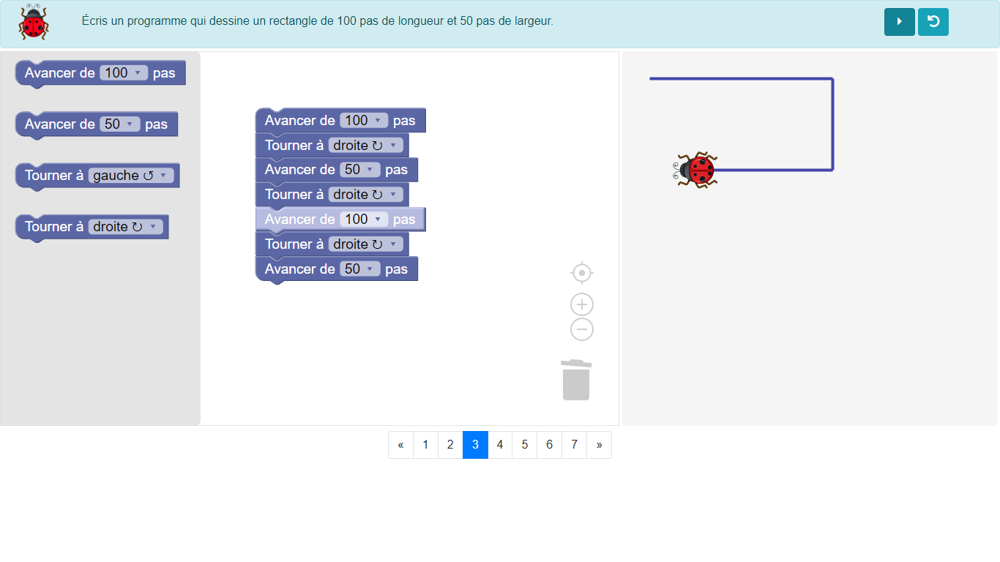 Écris un programme qui dessine un rectangle de 100 pas de longueur et 50 pas de largeur.
Avancer de 100 pas
Avancer de 50 pas
Tourner à gauche ↺
Tourner à droite ↻
Avancer de 100 pas
Tourner à droite ↻
Avancer de 50 pas
Tourner à droite ↻
Avancer de 100 pas
Tourner à droite ↻
Avancer de 50 pas
« 1 2 3 4 5 6 7 »